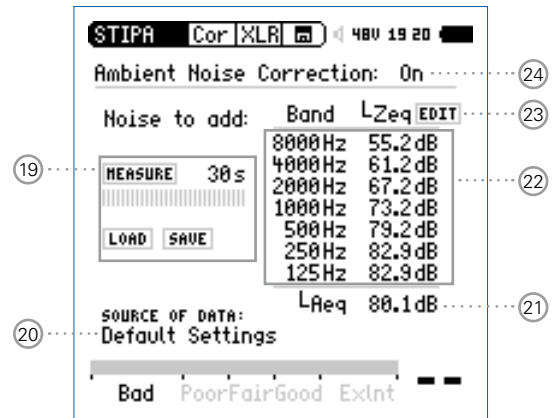 STIPA Cor XLR 48V 19 20
Ambient Noise Correction: On 24
Noise to add: Band LZeq EDIT 23
8000Hz 55.2dB
19 MEASURE 30s 4000Hz 61.2dB
2000Hz 67.2dB 22
1000Hz 73.2dB
LOAD SAVE 500Hz 79.2dB
250Hz 82.9dB
125Hz 82.9dB
LAeq 80.1dB 21
SOURCE OF DATA:
20 Default Settings
Bad Poor Fair Good Exlnt --